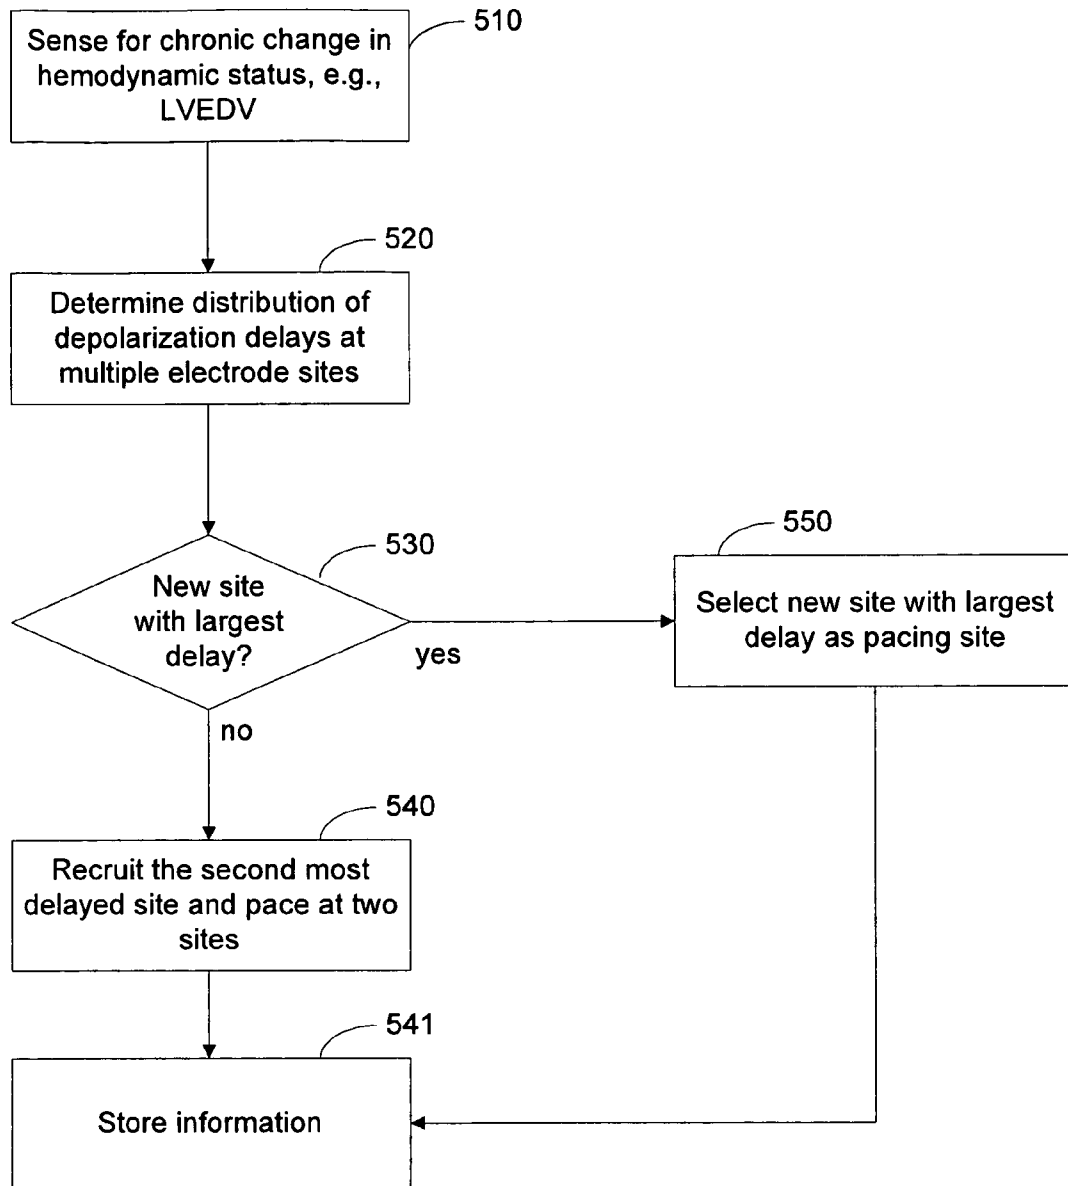 Sense for chronic change in
hemodynamic status, e.g.,
LVEDV
510
520
Determine distribution of
depolarization delays at
multiple electrode sites
530
New site
with largest
delay?
yes
no
550
Select new site with largest
delay as pacing site
540
Recruit the second most
delayed site and pace at two
sites
541
Store information